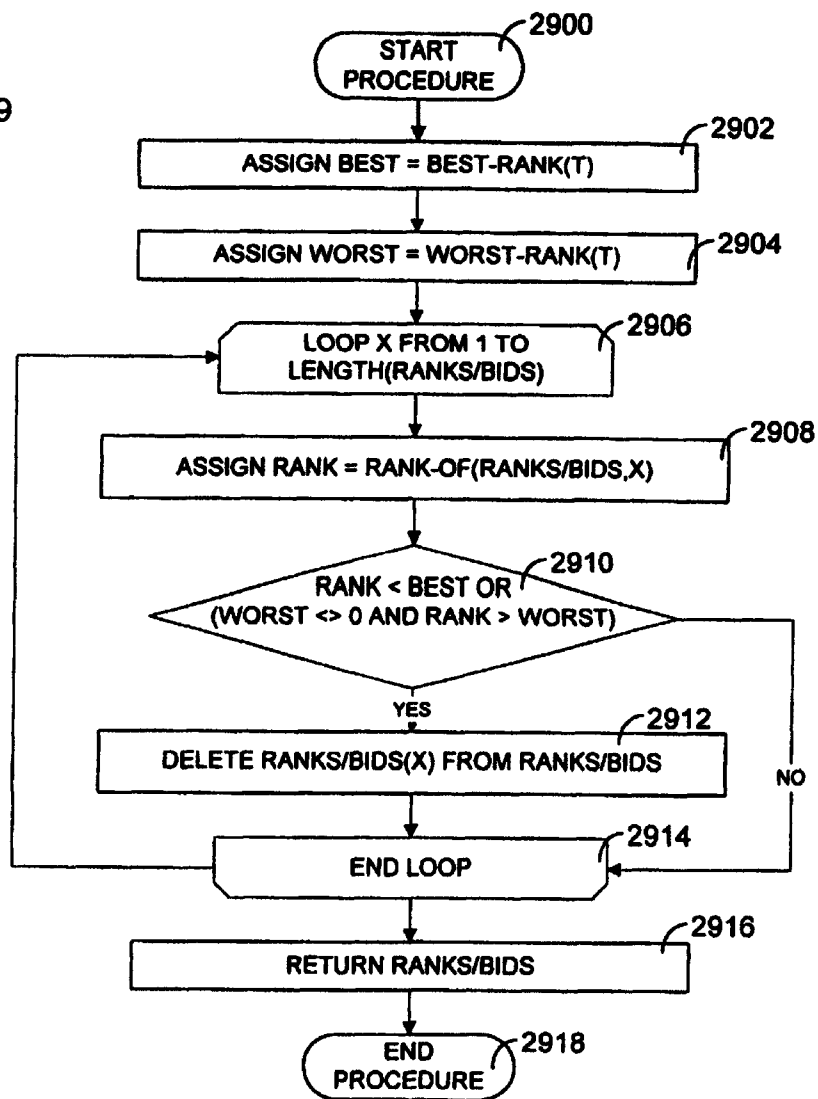 2900
START
PROCEDURE
9
2902
ASSIGN BEST = BEST-RANK(T)
2904
ASSIGN WORST = WORST-RANK(T)
2906
LOOP X FROM 1 TO
LENGTH(RANKS/BIDS)
2908
ASSIGN RANK = RANK-OF(RANKS/BIDS,X)
2910
RANK < BEST OR
(WORST <> 0 AND RANK > WORST)
YES
2912
DELETE RANKS/BIDS(X) FROM RANKS/BIDS
NO
2914
END LOOP
2916
RETURN RANKS/BIDS
2918
END
PROCEDURE